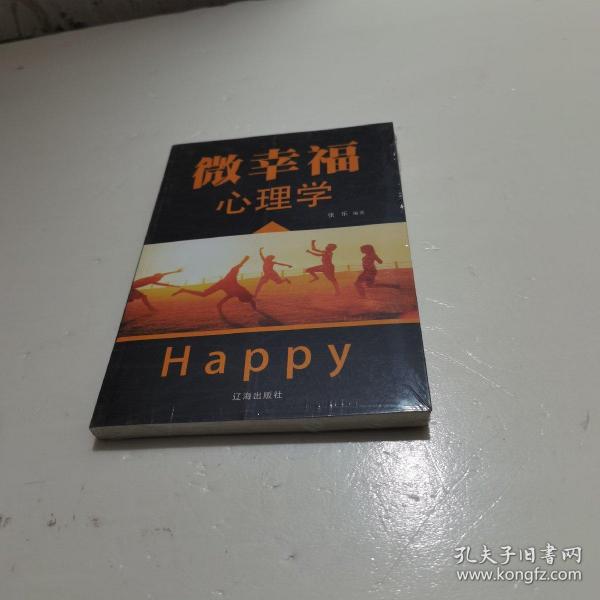 微幸福
心理学
张乐 编著
Happy
辽海出版社
孔夫子旧书网
www.kongfz.com